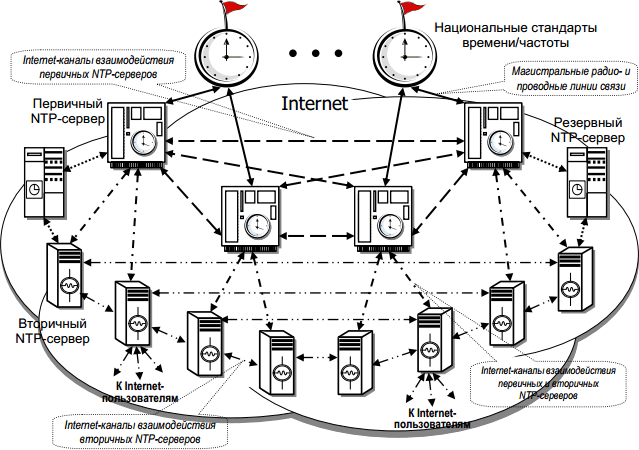 Национальные стандарты
времени/частоты
Internet-каналы взаимодействия
первичных NTP-серверов
Магистральные радио- и
проводные линии связи
Internet
Первичный
NTP-сервер
Резервный
NTP-сервер
Вторичный
NTP-сервер
К Internet-
пользователям
Internet-каналы взаимодействия
первичных и вторичных
NTP-серверов
К Internet-
пользователям
Internet-каналы взаимодействия
вторичных NTP-серверов